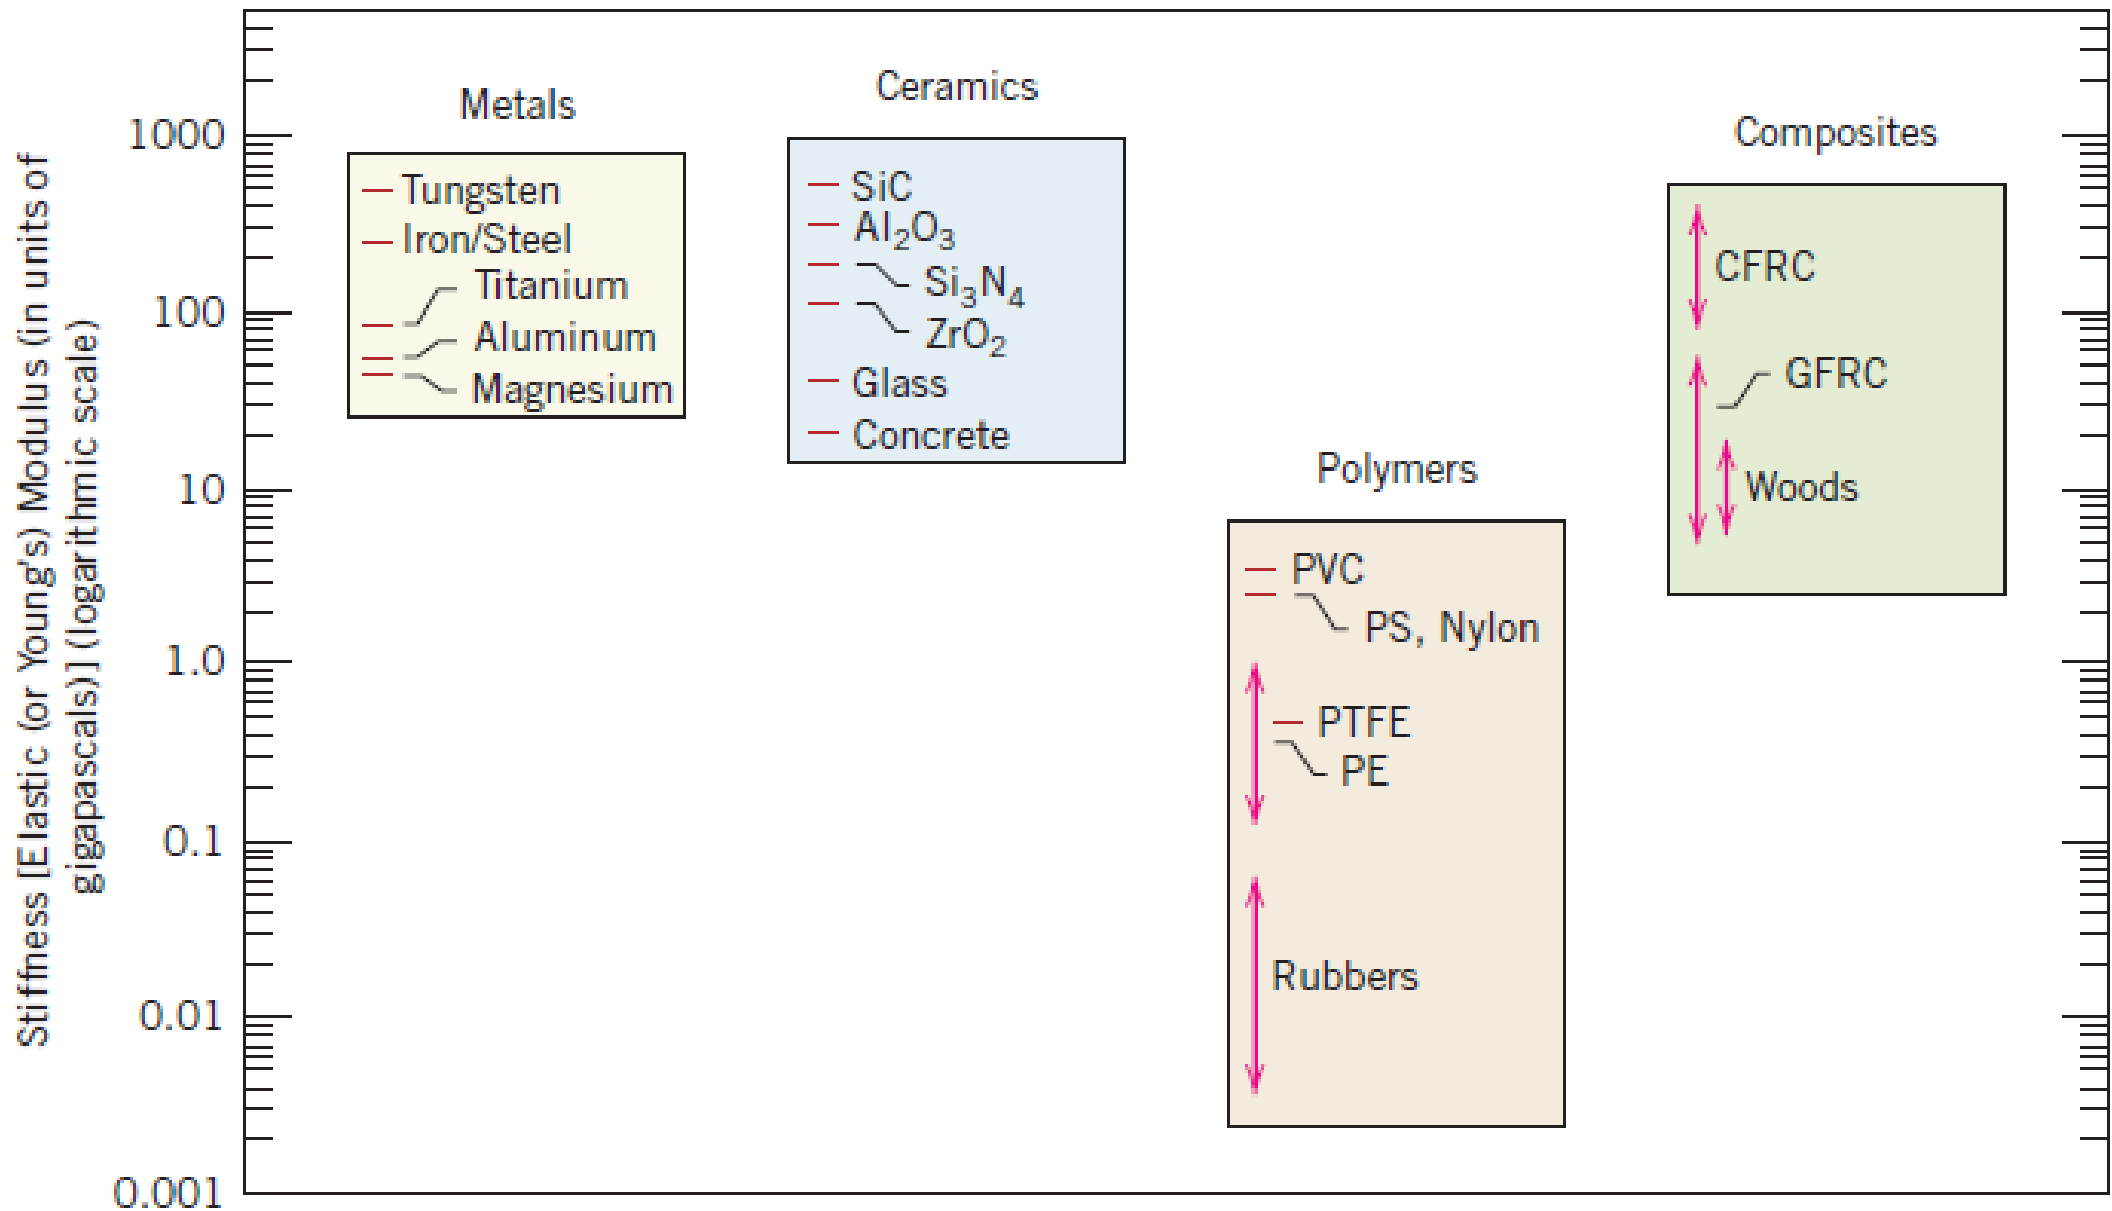 Stiffness [Elastic (or Young's) Modulus (in units of
gigapascals)] (logarithmic scale)
1000
100
10
1.0
0.1
0.01
0.001
Metals
Tungsten
Iron/Steel
Titanium
Aluminum
Magnesium
Ceramics
SiC
Al₂O₃
Si₃N₄
ZrO₂
Glass
Concrete
Polymers
PVC
PS, Nylon
PTFE
PE
Rubbers
Composites
CFRC
GFRC
Woods